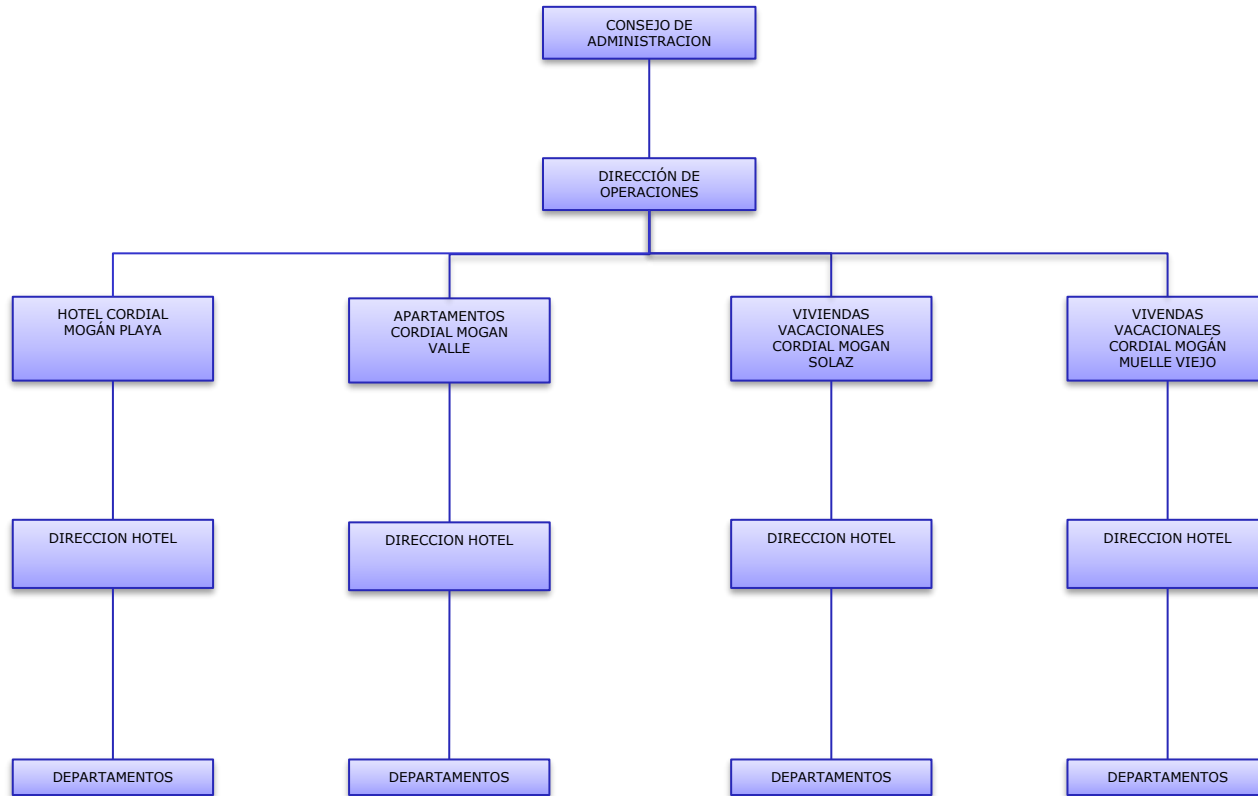 CONSEJO DE
ADMINISTRACION
DIRECCIÓN DE
OPERACIONES
HOTEL CORDIAL
MOGÁN PLAYA
APARTAMENTOS
CORDIAL MOGAN
VALLE
VIVIENDAS
VACACIONALES
CORDIAL MOGAN
SOLAZ
VIVIENDAS
VACACIONALES
CORDIAL MOGÁN
MUELLE VIEJO
DIRECCION HOTEL
DIRECCION HOTEL
DIRECCION HOTEL
DIRECCION HOTEL
DEPARTAMENTOS
DEPARTAMENTOS
DEPARTAMENTOS
DEPARTAMENTOS